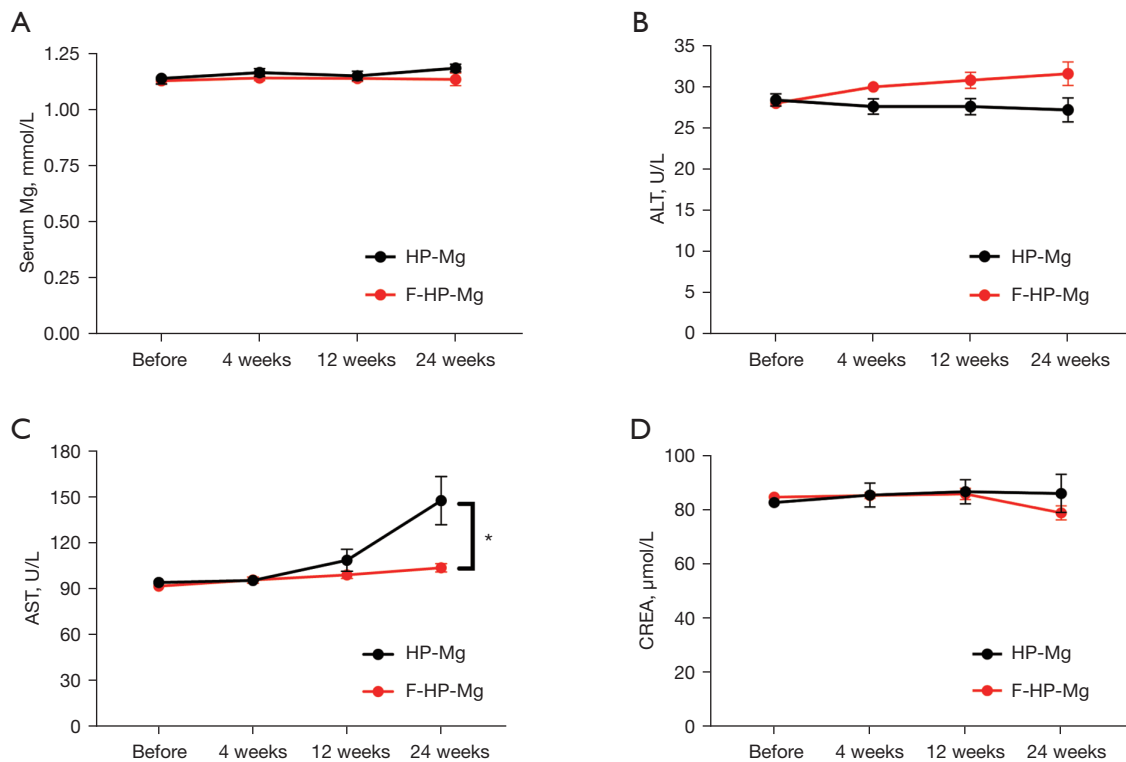 A
Serum Mg, mmol/L
1.25
1.00
0.75
0.50
0.25
0.00
HP-Mg
F-HP-Mg
Before 4 weeks 12 weeks 24 weeks
B
ALT, U/L
35
30
25
20
15
10
5
0
HP-Mg
F-HP-Mg
Before 4 weeks 12 weeks 24 weeks
C
AST, U/L
180
150
120
90
60
30
0
*
HP-Mg
F-HP-Mg
Before 4 weeks 12 weeks 24 weeks
D
CREA, µmol/L
100
80
60
40
20
0
HP-Mg
F-HP-Mg
Before 4 weeks 12 weeks 24 weeks